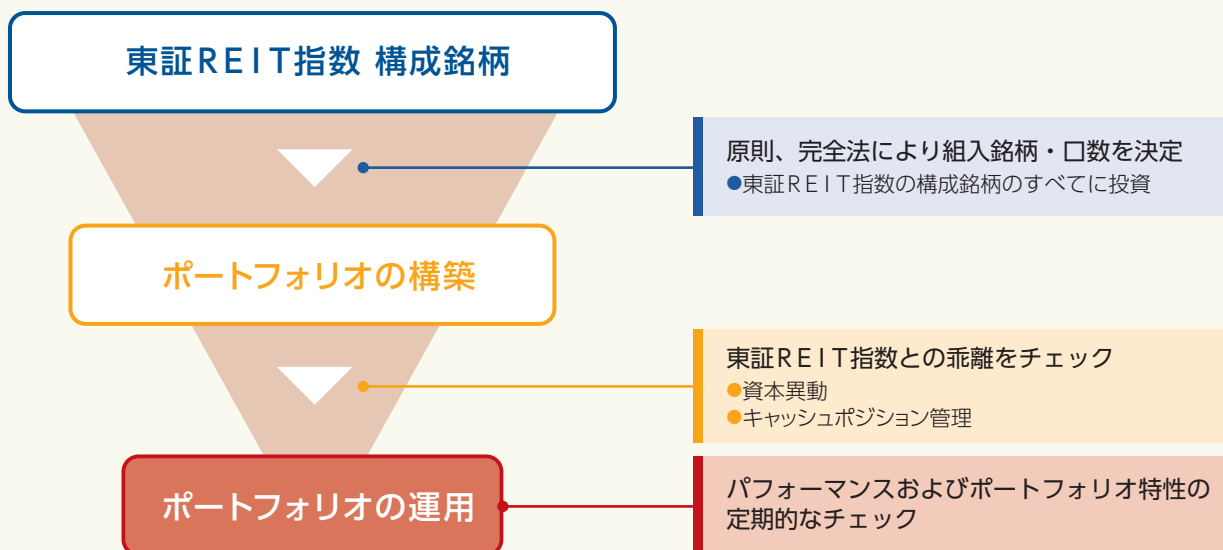 東証REIT指数 構成銘柄
原則、完全法により組入銘柄・口数を決定
●東証REIT指数の構成銘柄のすべてに投資
ポートフォリオの構築
東証REIT指数との乖離をチェック
●資本異動
●キャッシュポジション管理
ポートフォリオの運用
パフォーマンスおよびポートフォリオ特性の
定期的なチェック